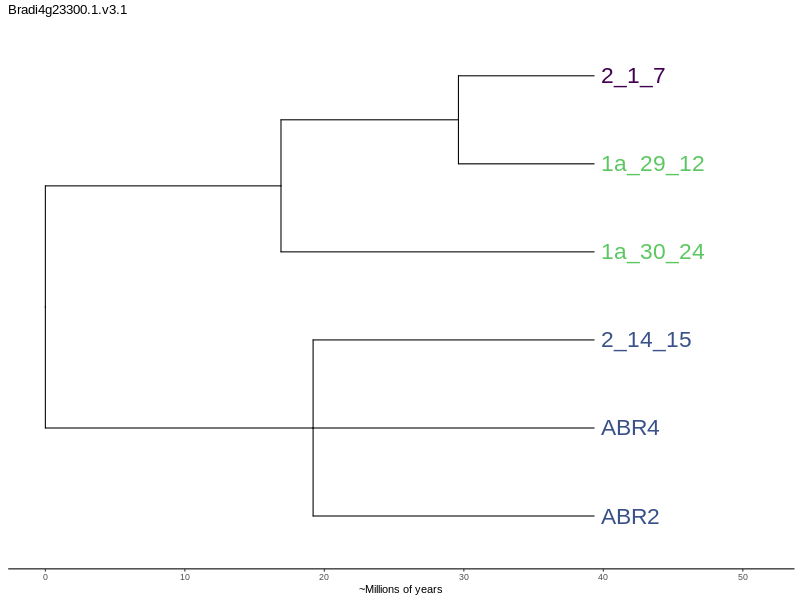 Bradi4g23300.1.v3.1
2_1_7
1a_29_12
1a_30_24
2_14_15
ABR4
ABR2
0 10 20 30 40 50
~Millions of years